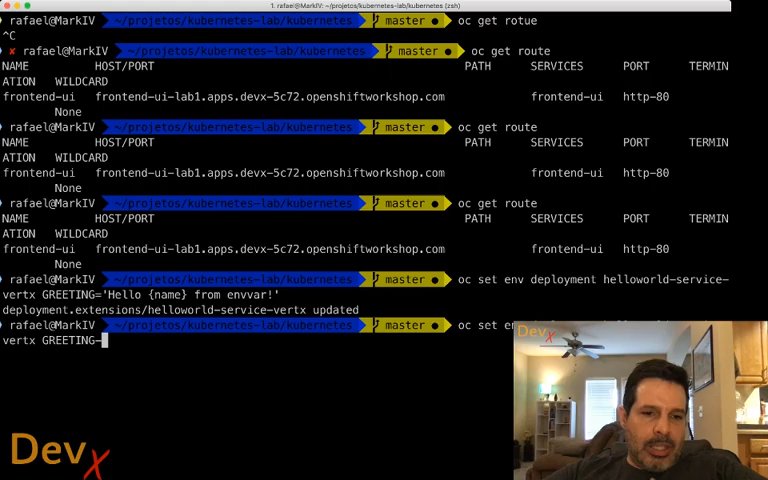 1. rafael@MarkIV: ~/projetos/kubernetes-lab/kubernetes (zsh)
rafael@MarkIV ~/projetos/kubernetes-lab/kubernetes master ● oc get rotue
^C
✘ rafael@MarkIV ~/projetos/kubernetes-lab/kubernetes master ● oc get route
NAME HOST/PORT PATH SERVICES PORT TERMIN
ATION WILDCARD
frontend-ui frontend-ui-lab1.apps.devx-5c72.openshiftworkshop.com frontend-ui http-80
None
rafael@MarkIV ~/projetos/kubernetes-lab/kubernetes master ● oc get route
NAME HOST/PORT PATH SERVICES PORT TERMIN
ATION WILDCARD
frontend-ui frontend-ui-lab1.apps.devx-5c72.openshiftworkshop.com frontend-ui http-80
None
rafael@MarkIV ~/projetos/kubernetes-lab/kubernetes master ● oc get route
NAME HOST/PORT PATH SERVICES PORT TERMIN
ATION WILDCARD
frontend-ui frontend-ui-lab1.apps.devx-5c72.openshiftworkshop.com frontend-ui http-80
None
rafael@MarkIV ~/projetos/kubernetes-lab/kubernetes master ● oc set env deployment helloworld-service-
vertx GREETING='Hello {name} from envvar!'
deployment.extensions/helloworld-service-vertx updated
rafael@MarkIV ~/projetos/kubernetes-lab/kubernetes master ● oc set
vertx GREETING-
DevX
DevX